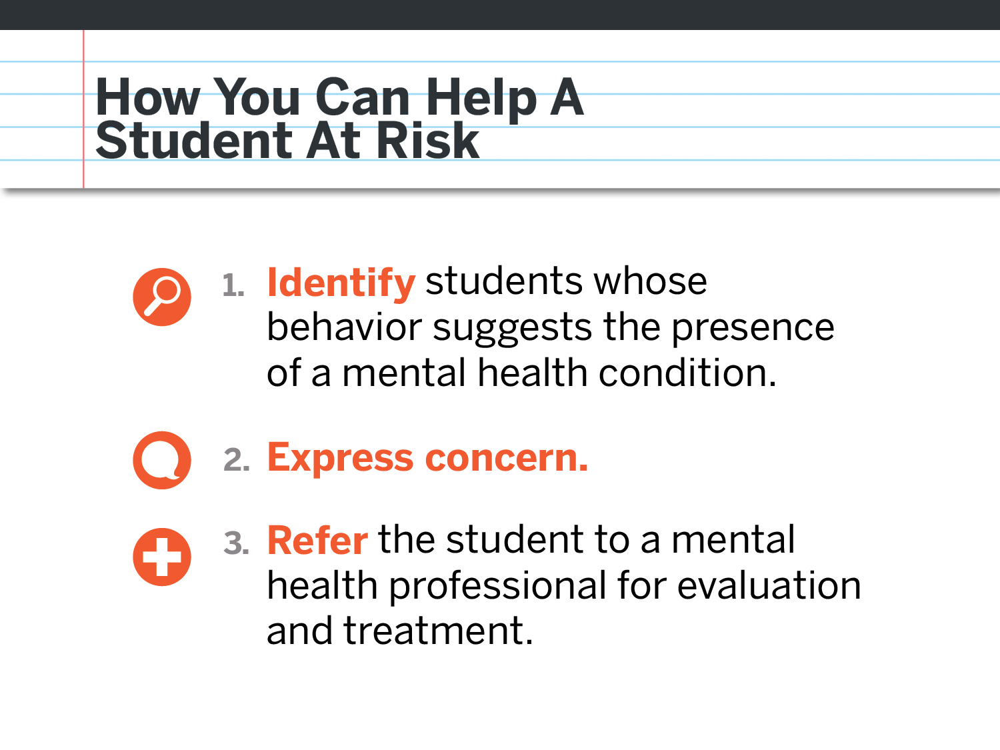 How You Can Help A
Student At Risk
1. Identify students whose
behavior suggests the presence
of a mental health condition.
2. Express concern.
3. Refer the student to a mental
health professional for evaluation
and treatment.